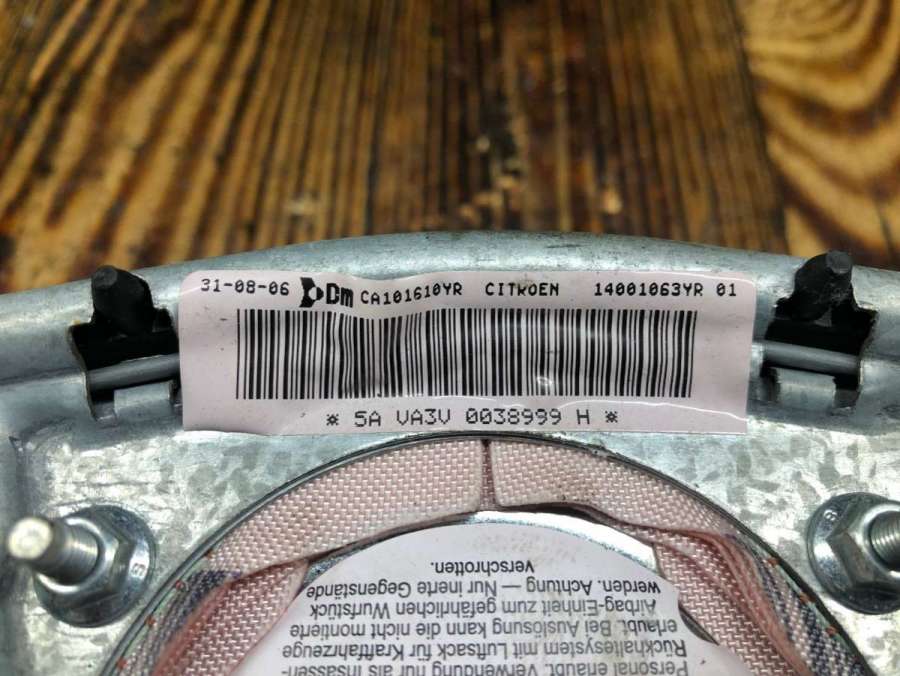 31-08-06 Dm CA101610YR CITROEN 14001063YR 01
* 5A VA3V 0038999 H *
Personal erlaubt. Verwendung nur als Insassen-
Rückhaltesystem mit Luftsack für Kraftfahrzeuge
erlaubt. Bei Auslösung kann die nicht montierte
Airbag-Einheit zum gefährlichen Wurfstück
werden. Achtung — Nur inerte Gegenstände
verschrotten.
8
8